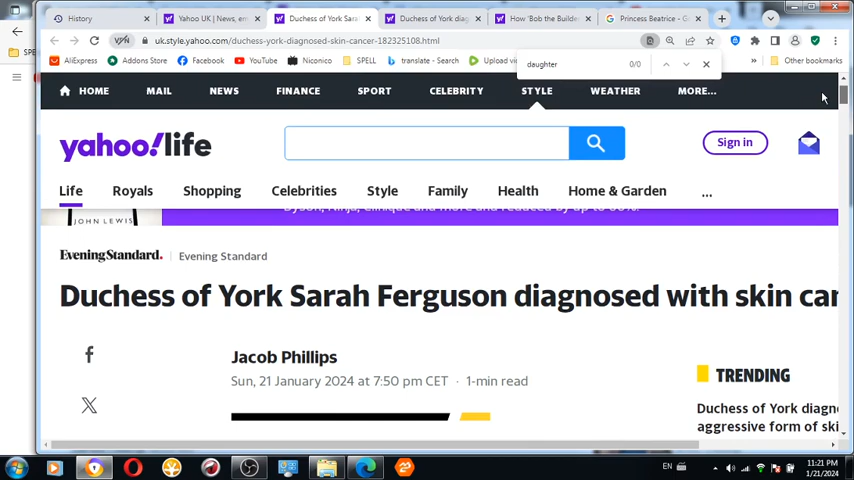 History
Yahoo UK | News, em
Duchess of York Sara
Duchess of York diag
How 'Bob the Builde
Princess Beatrice - G
VPN
uk.style.yahoo.com/duchess-york-diagnosed-skin-cancer-182325108.html
AliExpress
Addons Store
Facebook
YouTube
Niconico
SPELL
translate - Search
Upload vi
Other bookmarks
daughter
0/0
SPE
HOME
MAIL
NEWS
FINANCE
SPORT
CELEBRITY
STYLE
WEATHER
MORE...
yahoo!life
Sign in
Life
Royals
Shopping
Celebrities
Style
Family
Health
Home & Garden
...
JOHN LEWIS
Dyson, Ninja, Clinique and more and reduced by up to 60%.
Evening Standard.
Evening Standard
Duchess of York Sarah Ferguson diagnosed with skin can
Jacob Phillips
Sun, 21 January 2024 at 7:50 pm CET · 1-min read
TRENDING
Duchess of York diagn
aggressive form of ski
EN
11:21 PM
1/21/2024